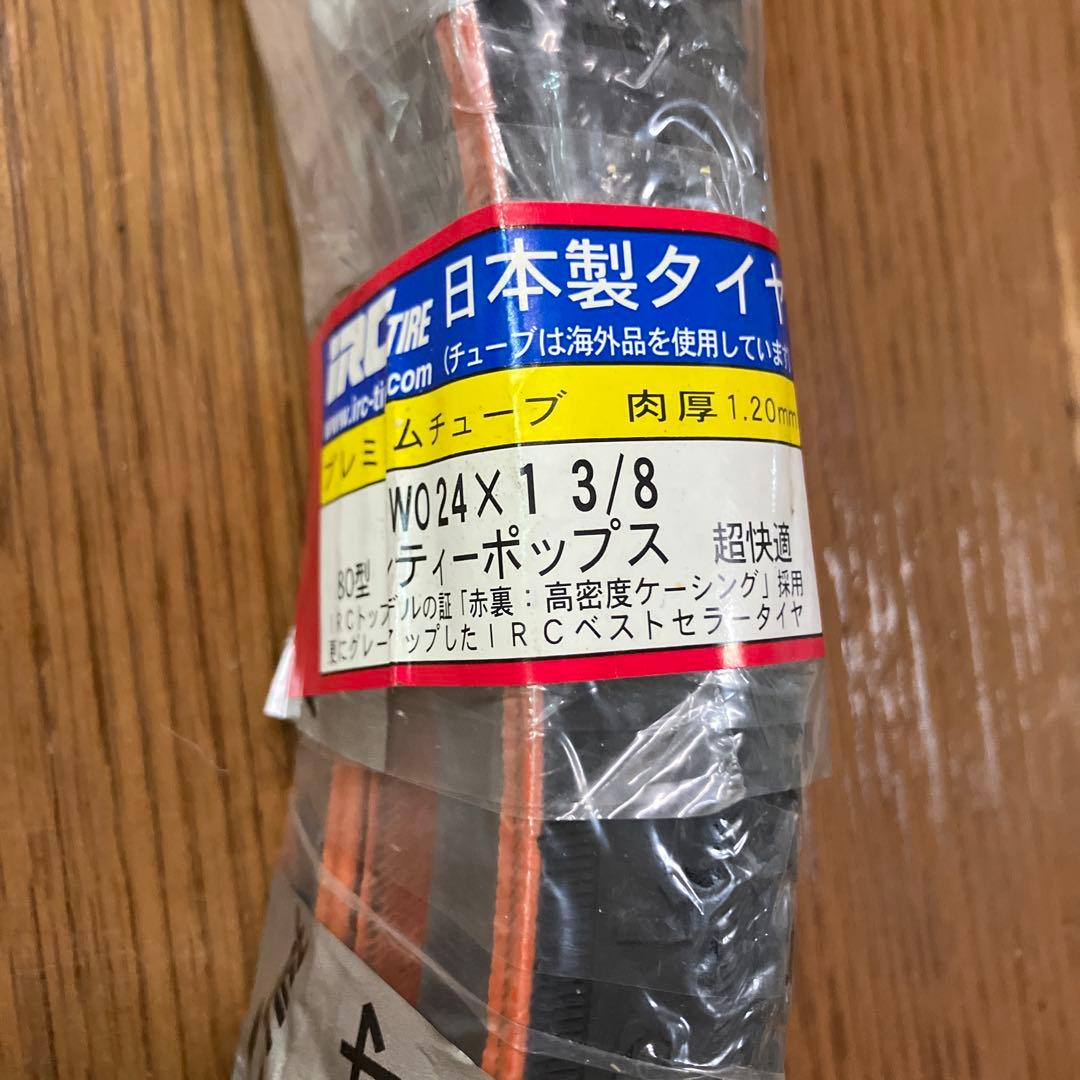 iRC TIRE 日本製タイヤ
(チューブは海外品を使用しています
www.irc-ti com
プレミ ムチューブ 肉厚1.20mm
WO24×1 3/8
80型 ティーポップス 超快適
IRCトップ デルの証「赤裏:高密度ケーシング」採用
更にグレー アップしたIRCベストセラータイヤ